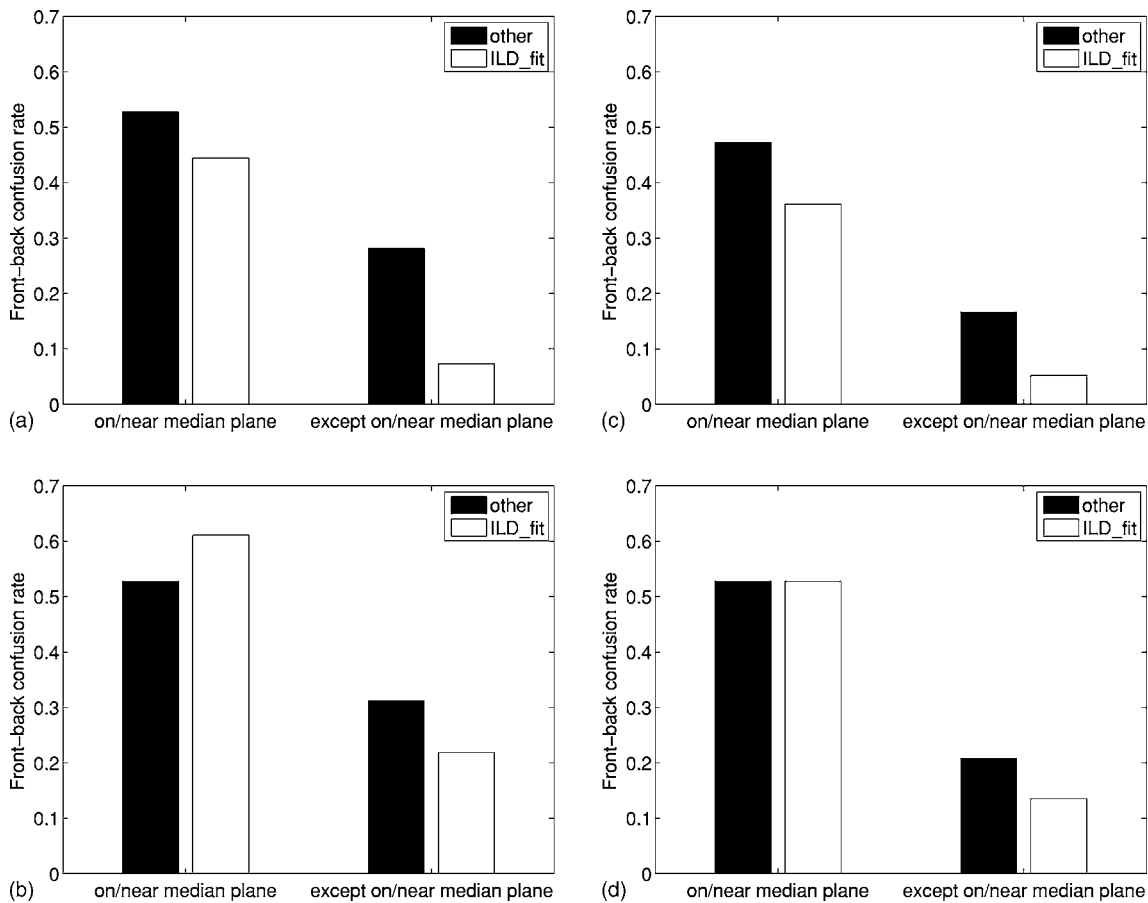 0.7
0.6
0.5
0.4
0.3
0.2
0.1
0
Front-back confusion rate
other
ILD_fit
on/near median plane
except on/near median plane
(a)
0.7
0.6
0.5
0.4
0.3
0.2
0.1
0
Front-back confusion rate
other
ILD_fit
on/near median plane
except on/near median plane
(c)
0.7
0.6
0.5
0.4
0.3
0.2
0.1
0
Front-back confusion rate
other
ILD_fit
on/near median plane
except on/near median plane
(b)
0.7
0.6
0.5
0.4
0.3
0.2
0.1
0
Front-back confusion rate
other
ILD_fit
on/near median plane
except on/near median plane
(d)